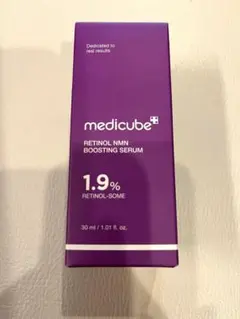 Dedicated to
real results.
medicube
RETINOL NMN
BOOSTING SERUM
1.9%
RETINOL-SOME
30 ml / 1.01 fl. oz.